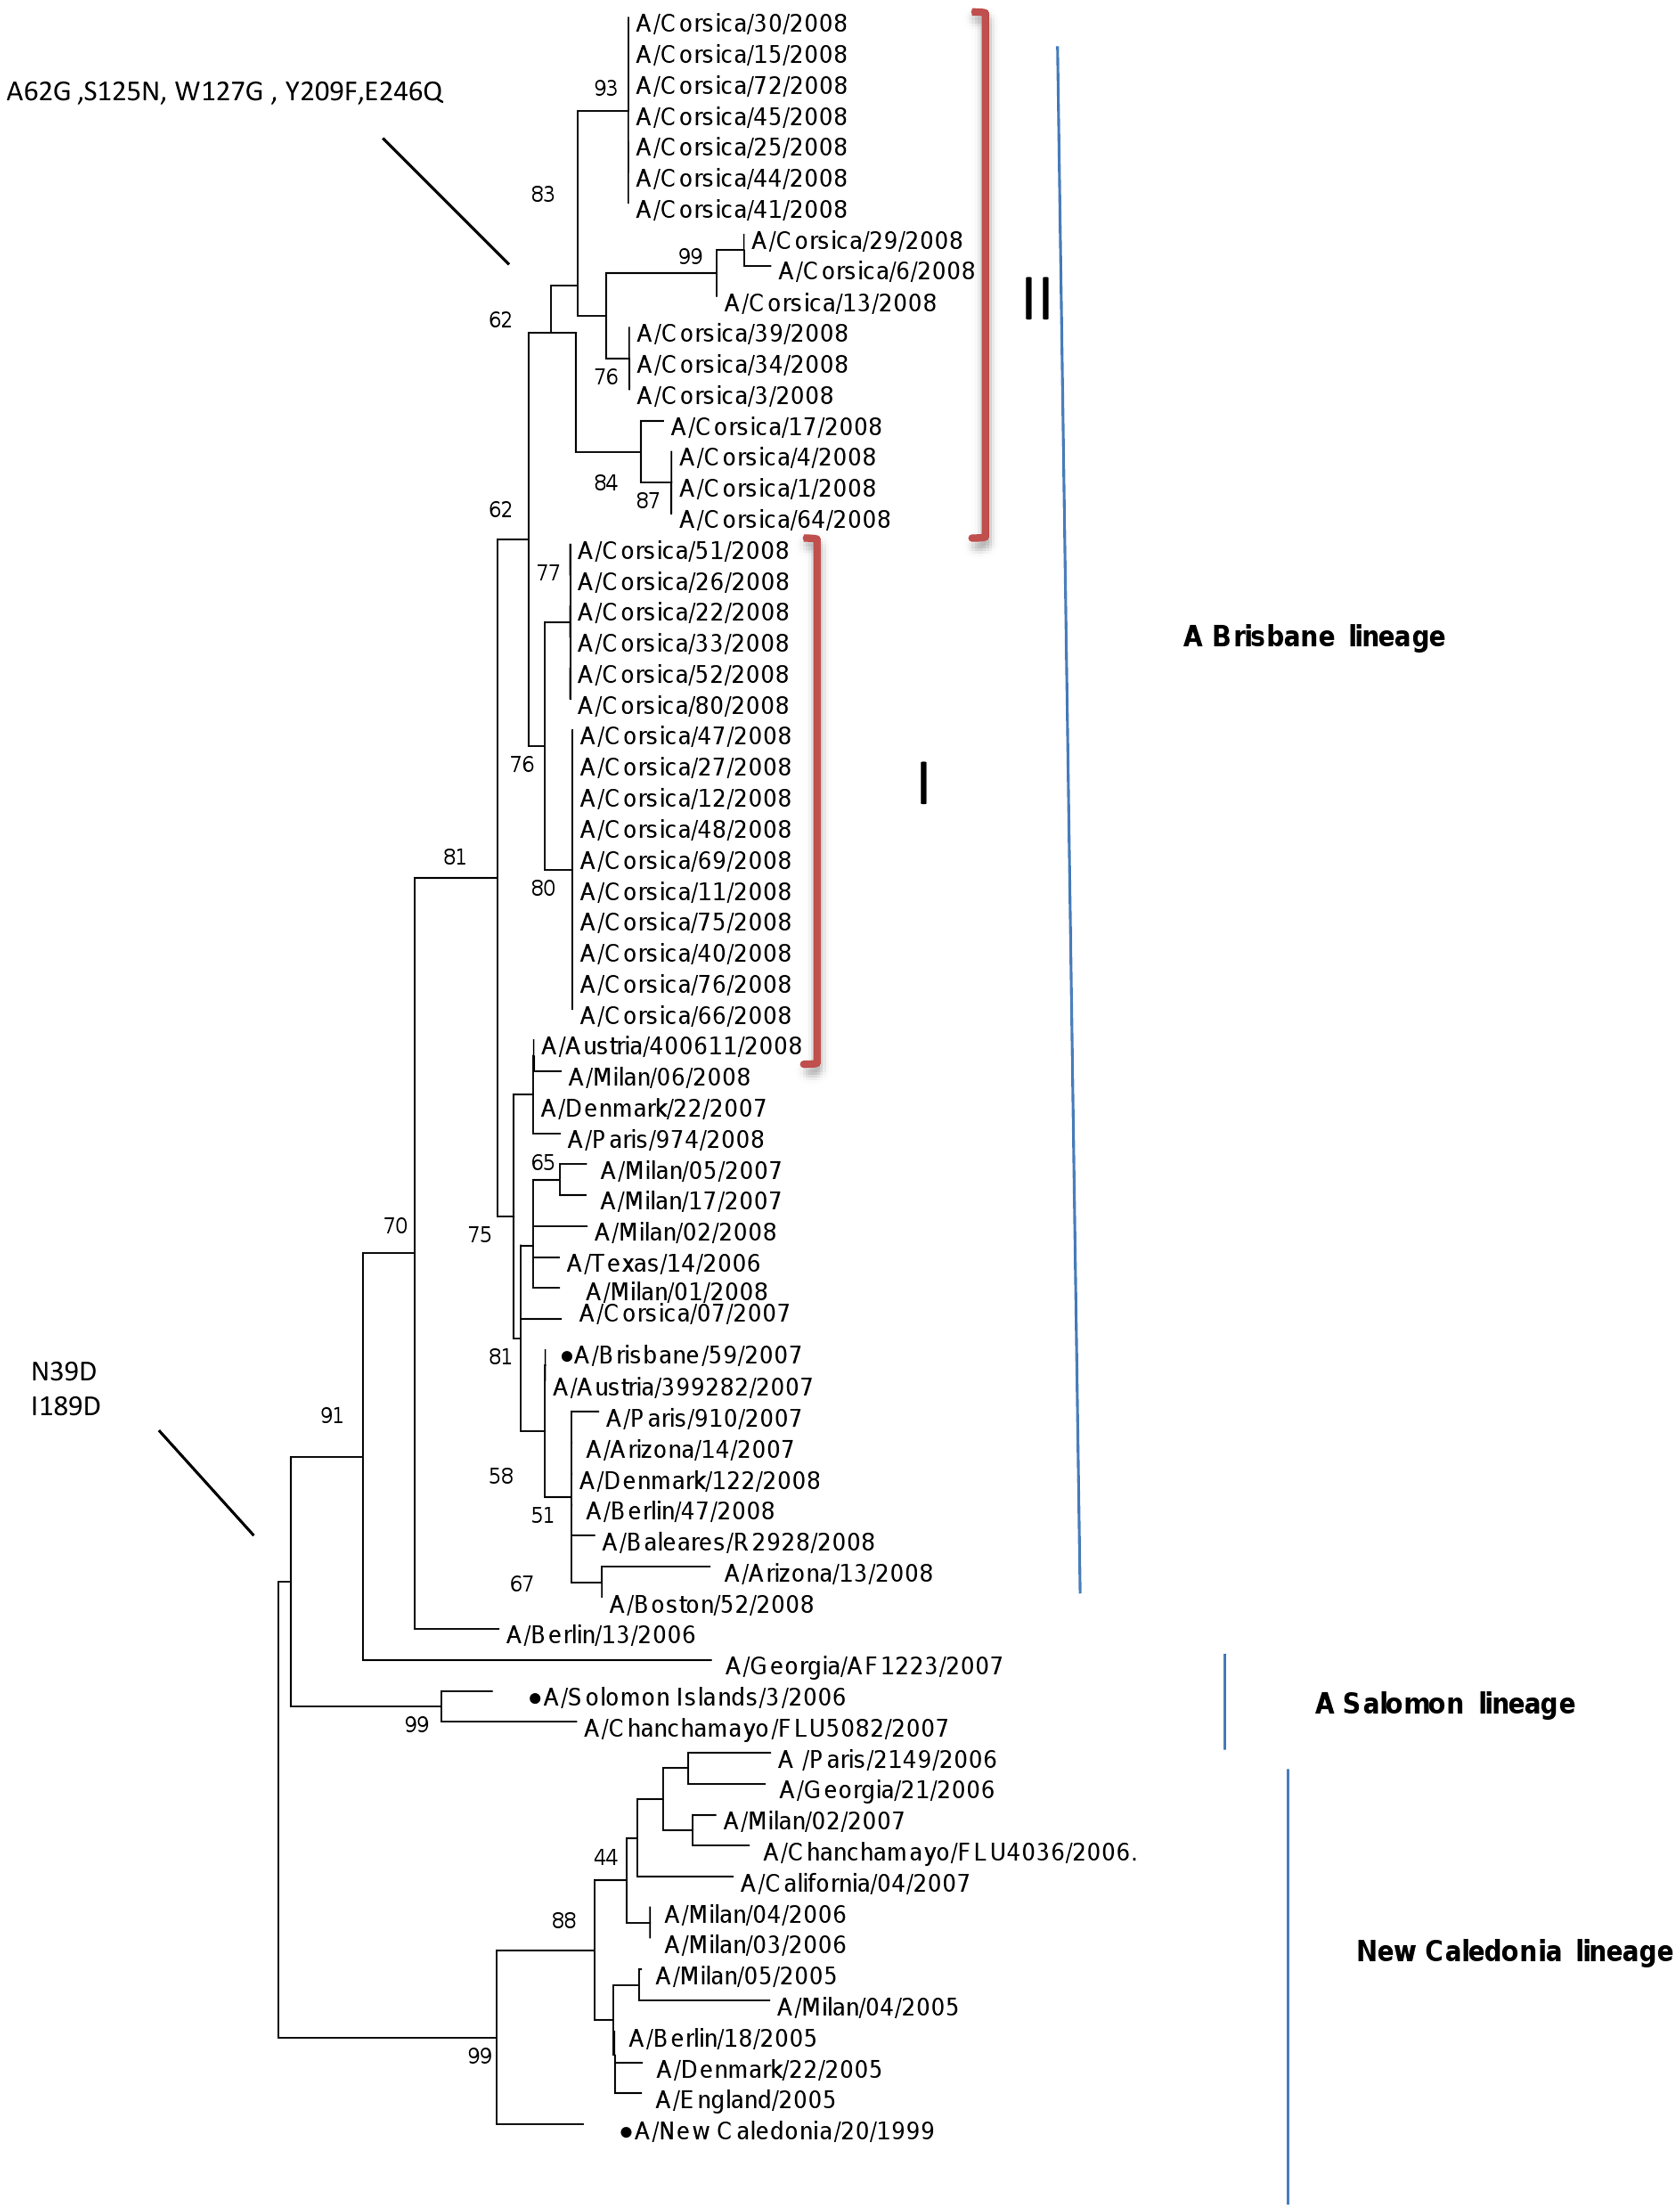 A/Corsica/30/2008
A/Corsica/15/2008
A62G ,S125N, W127G , Y209F,E246Q
93
A/Corsica/72/2008
A/Corsica/45/2008
A/Corsica/25/2008
A/Corsica/44/2008
83
A/Corsica/41/2008
A/Corsica/29/2008
99
A/Corsica/6/2008
A/Corsica/13/2008
II
62
A/Corsica/39/2008
A/Corsica/34/2008
76
A/Corsica/3/2008
A/Corsica/17/2008
A/Corsica/4/2008
84
87
A/Corsica/1/2008
62
A/Corsica/64/2008
A/Corsica/51/2008
77
A/Corsica/26/2008
A/Corsica/22/2008
A Brisbane lineage
A/Corsica/33/2008
A/Corsica/52/2008
A/Corsica/80/2008
A/Corsica/47/2008
76
A/Corsica/27/2008
I
A/Corsica/12/2008
A/Corsica/48/2008
81
A/Corsica/69/2008
80
A/Corsica/11/2008
A/Corsica/75/2008
A/Corsica/40/2008
A/Corsica/76/2008
A/Corsica/66/2008
A/Austria/400611/2008
A/Milan/06/2008
A/Denmark/22/2007
A/Paris/974/2008
65
A/Milan/05/2007
A/Milan/17/2007
70
75
A/Milan/02/2008
A/Texas/14/2006
A/Milan/01/2008
A/Corsica/07/2007
81
●A/Brisbane/59/2007
N39D
A/Austria/399282/2007
I189D
91
A/Paris/910/2007
A/Arizona/14/2007
58
A/Denmark/122/2008
51
A/Berlin/47/2008
A/Baleares/R2928/2008
67
A/Arizona/13/2008
A/Boston/52/2008
A/Berlin/13/2006
A/Georgia/AF1223/2007
●A/Solomon Islands/3/2006
A Salomon lineage
99
A/Chanchamayo/FLU5082/2007
A /Paris/2149/2006
A/Georgia/21/2006
A/Milan/02/2007
44
A/Chanchamayo/FLU4036/2006.
A/California/04/2007
88
A/Milan/04/2006
A/Milan/03/2006
New Caledonia lineage
A/Milan/05/2005
A/Milan/04/2005
A/Berlin/18/2005
99
A/Denmark/22/2005
A/England/2005
●A/New Caledonia/20/1999